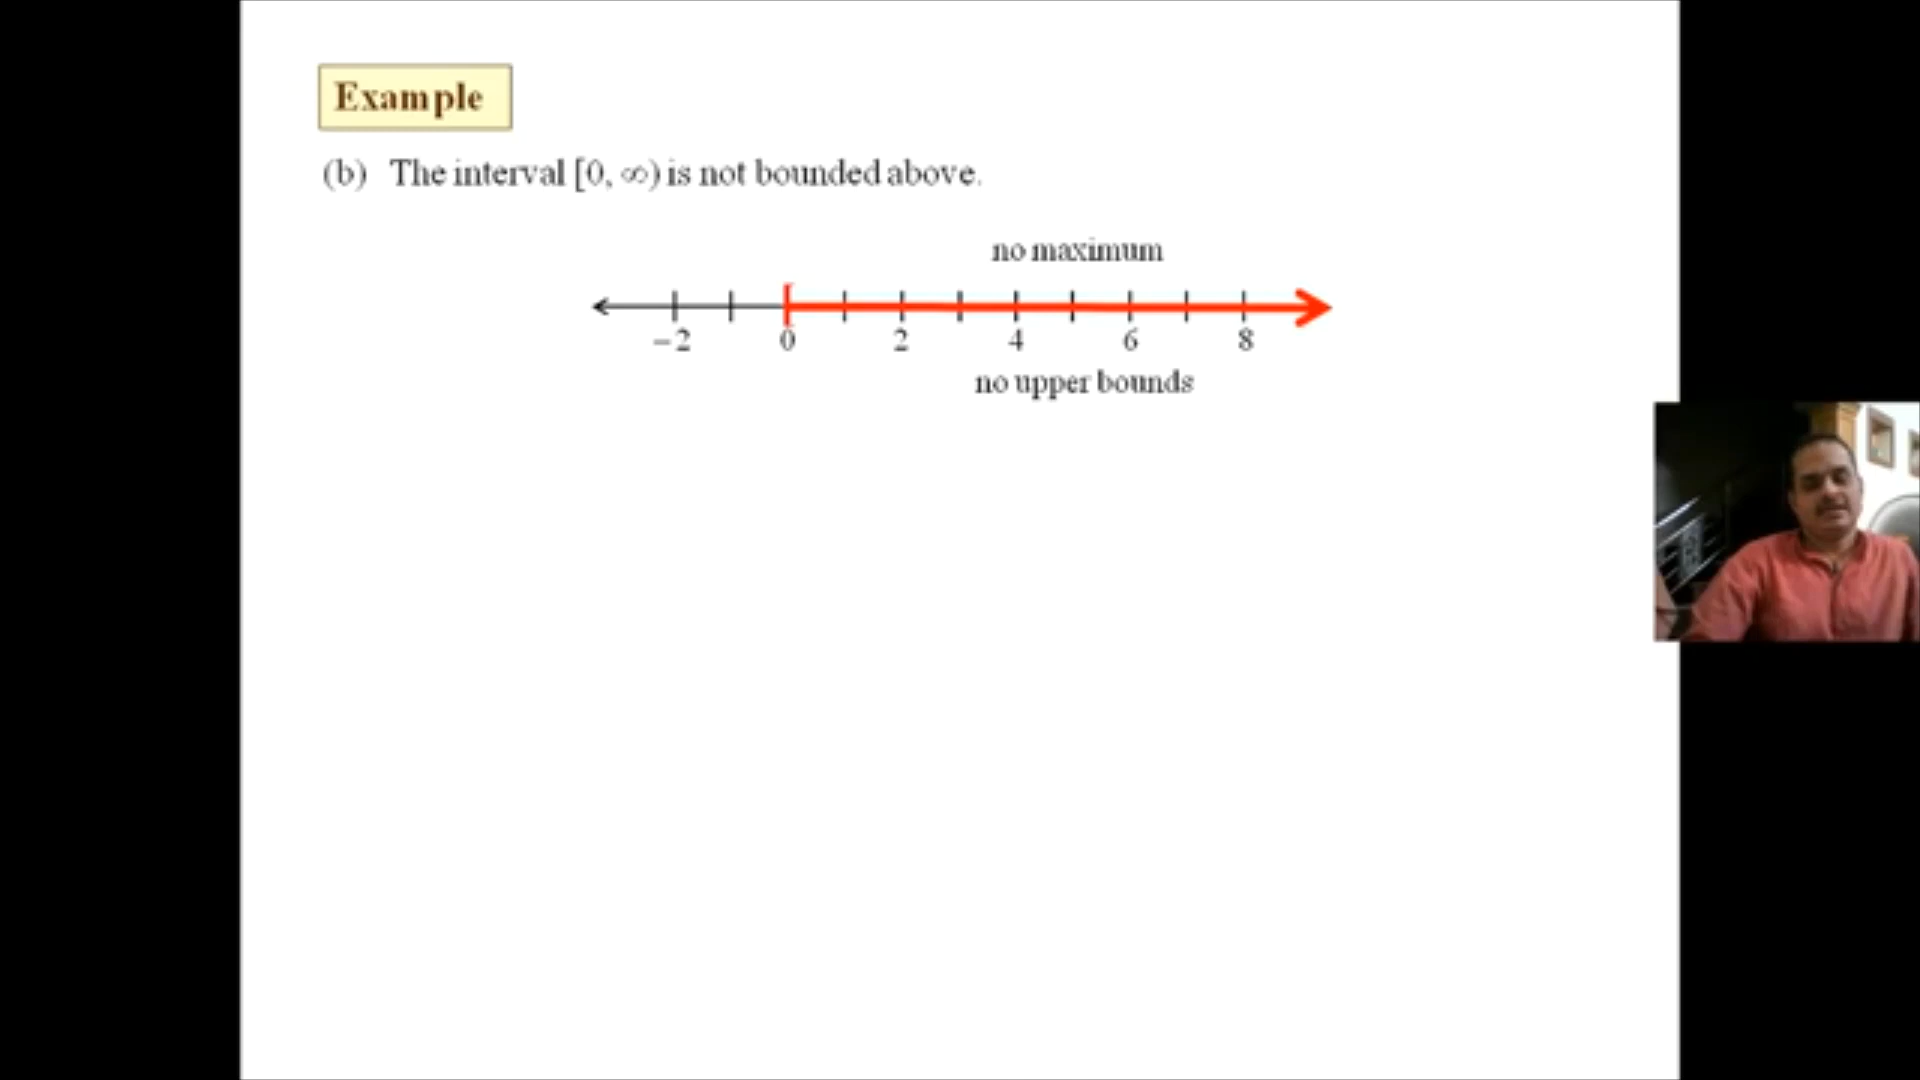 Example
(b) The interval [0, ∞) is not bounded above.
no maximum
−2 0 2 4 6 8
no upper bounds